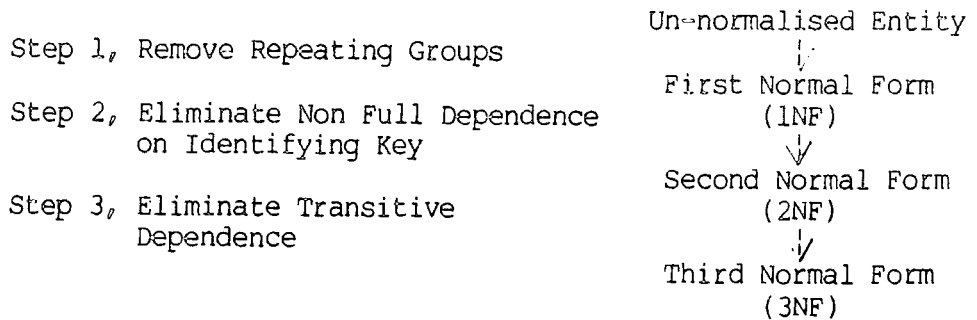 Step 1, Remove Repeating Groups
Step 2, Eliminate Non Full Dependence
on Identifying Key
Step 3, Eliminate Transitive
Dependence
Un-normalised Entity
First Normal Form
(1NF)
Second Normal Form
(2NF)
Third Normal Form
(3NF)